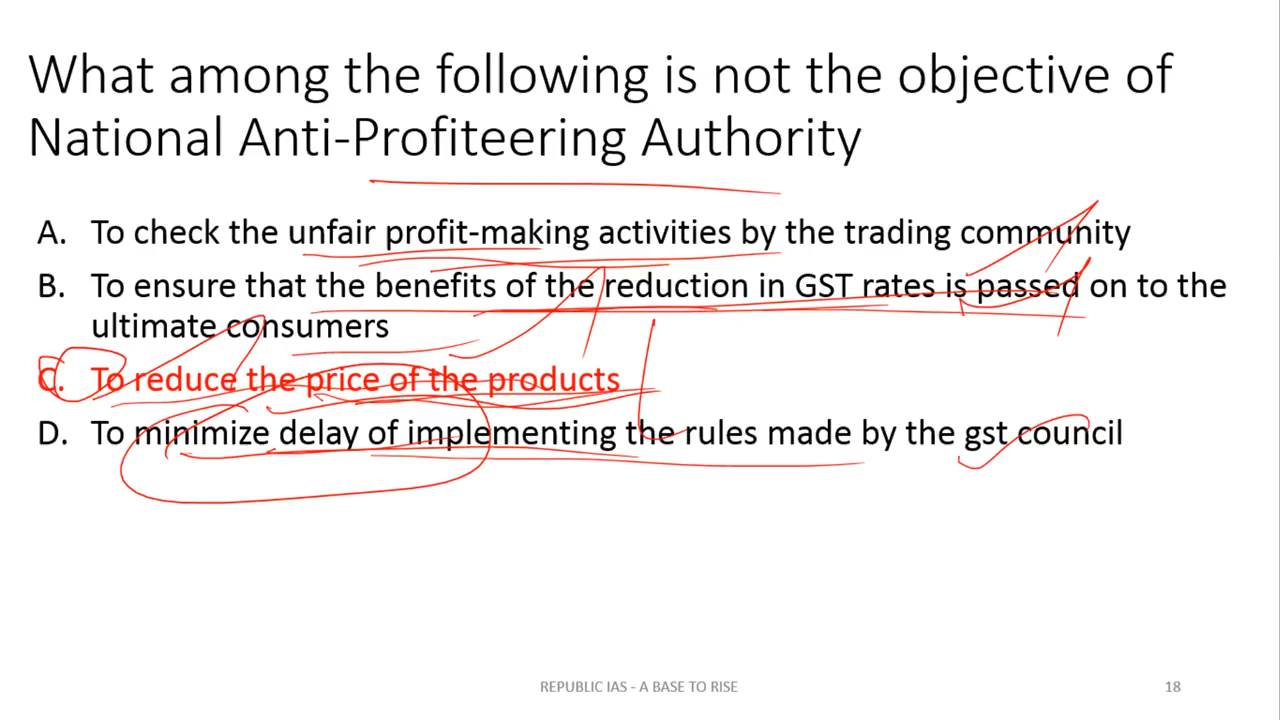 What among the following is not the objective of
National Anti-Profiteering Authority
A. To check the unfair profit-making activities by the trading community
B. To ensure that the benefits of the reduction in GST rates is passed on to the
ultimate consumers
C. To reduce the price of the products
D. To minimize delay of implementing the rules made by the gst council
REPUBLIC IAS - A BASE TO RISE
18